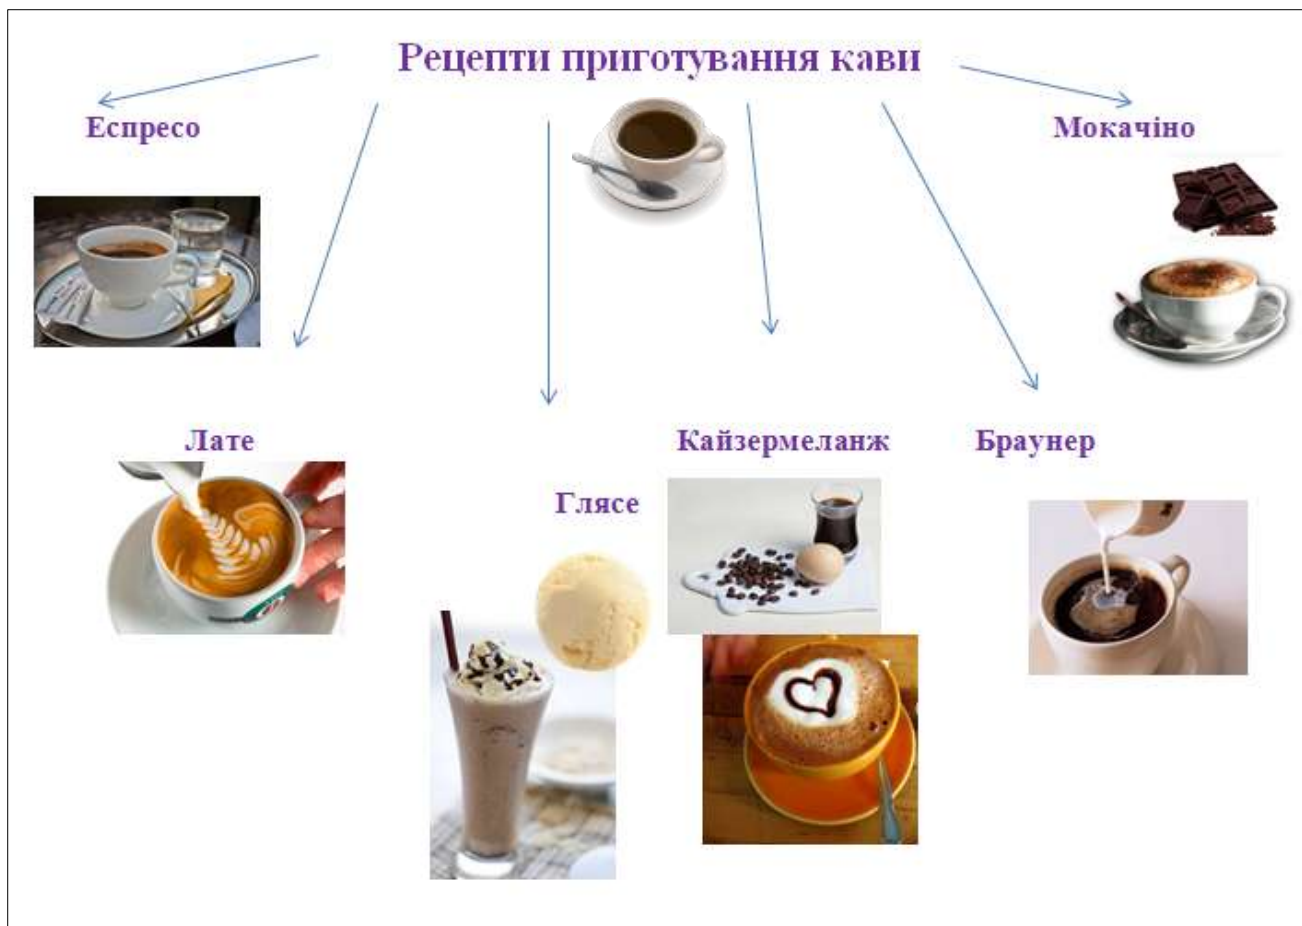 Рецепти приготування кави
Еспресо
Мокачіно
Лате
Кайзермеланж
Браунер
Глясе